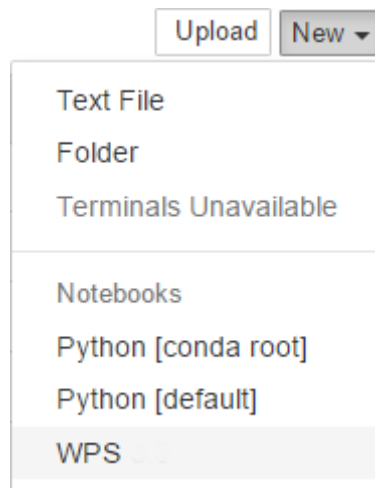 Upload New
Text File
Folder
Terminals Unavailable
Notebooks
Python [conda root]
Python [default]
WPS